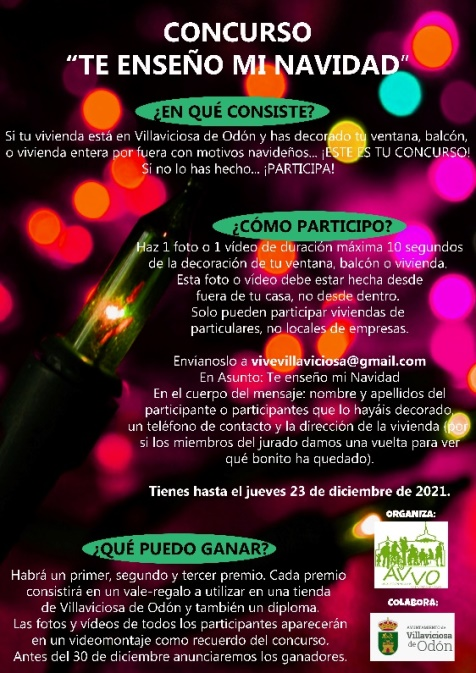 CONCURSO
“TE ENSEÑO MI NAVIDAD”
¿EN QUÉ CONSISTE?
Si tu vivienda está en Villaviciosa de Odón y has decorado tu ventana, balcón,
o vivienda entera por fuera con motivos navideños... ¡ESTE ES TU CONCURSO!
Si no lo has hecho... ¡PARTICIPA!
¿CÓMO PARTICIPO?
Haz 1 foto o 1 vídeo de duración máxima 10 segundos
de la decoración de tu ventana, balcón o vivienda.
Esta foto o vídeo debe estar hecha desde
fuera de tu casa, no desde dentro.
Solo pueden participar viviendas de
particulares, no locales de empresas.
Envíanoslo a vivevillaviciosa@gmail.com
En Asunto: Te enseño mi Navidad
En el cuerpo del mensaje: nombre y apellidos del
participante o participantes que lo hayáis decorado,
un teléfono de contacto y la dirección de la vivienda (por
si los miembros del jurado damos una vuelta para ver
qué bonito ha quedado).
Tienes hasta el jueves 23 de diciembre de 2021.
ORGANIZA:
AVVO
¿QUÉ PUEDO GANAR?
Habrá un primer, segundo y tercer premio. Cada premio
consistirá en un vale-regalo a utilizar en una tienda
de Villaviciosa de Odón y también un diploma.
Las fotos y vídeos de todos los participantes aparecerán
en un videomontaje como recuerdo del concurso.
Antes del 30 de diciembre anunciaremos los ganadores.
COLABORA:
AYUNTAMIENTO de
Villaviciosa
de Odón